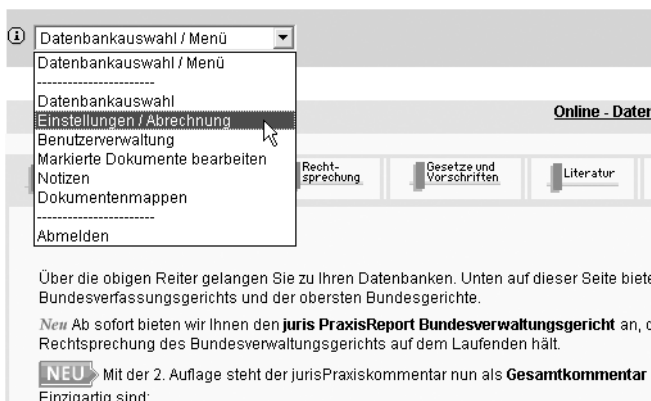 Datenbankauswahl / Menü
Datenbankauswahl / Menü
-----------------------
Datenbankauswahl
Einstellungen / Abrechnung
Benutzerverwaltung
Markierte Dokumente bearbeiten
Notizen
Dokumentenmappen
-----------------------
Abmelden
Online - Daten
Recht-
sprechung
Gesetze und
Vorschriften
Literatur
Über die obigen Reiter gelangen Sie zu Ihren Datenbanken. Unten auf dieser Seite biete
Bundesverfassungsgerichts und der obersten Bundesgerichte.
Neu Ab sofort bieten wir Ihnen den juris PraxisReport Bundesverwaltungsgericht an, d
Rechtsprechung des Bundesverwaltungsgerichts auf dem Laufenden hält.
NEU Mit der 2. Auflage steht der jurisPraxiskommentar nun als Gesamtkommentar
Einzigartig sind: